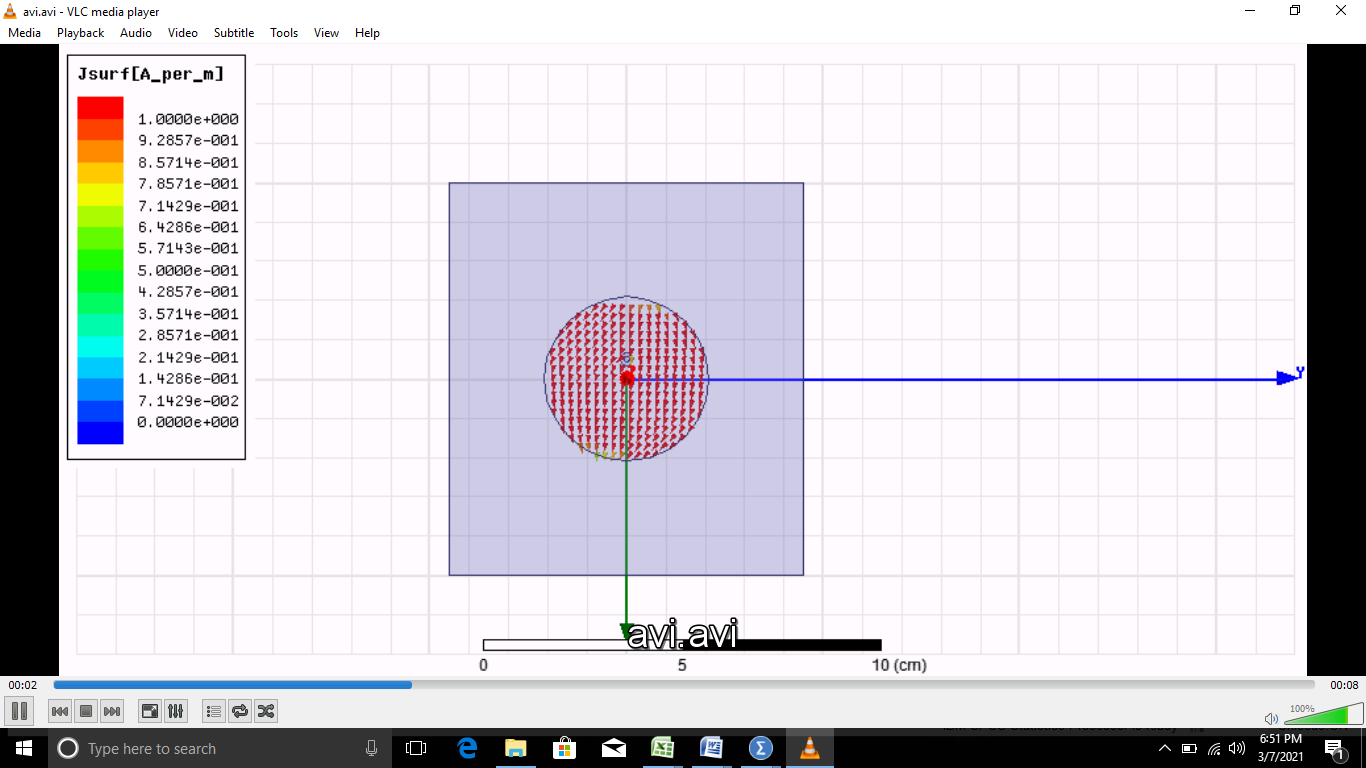 avi.avi - VLC media player
Media Playback Audio Video Subtitle Tools View Help
Jsurf[A_per_m]
1.0000e+000
9.2857e-001
8.5714e-001
7.8571e-001
7.1429e-001
6.4286e-001
5.7143e-001
5.0000e-001
4.2857e-001
3.5714e-001
2.8571e-001
2.1429e-001
1.4286e-001
7.1429e-002
0.0000e+000
Y
avi.avi
0 5 10 (cm)
00:02 00:08
100%
Type here to search
6:51 PM
3/7/2021
1